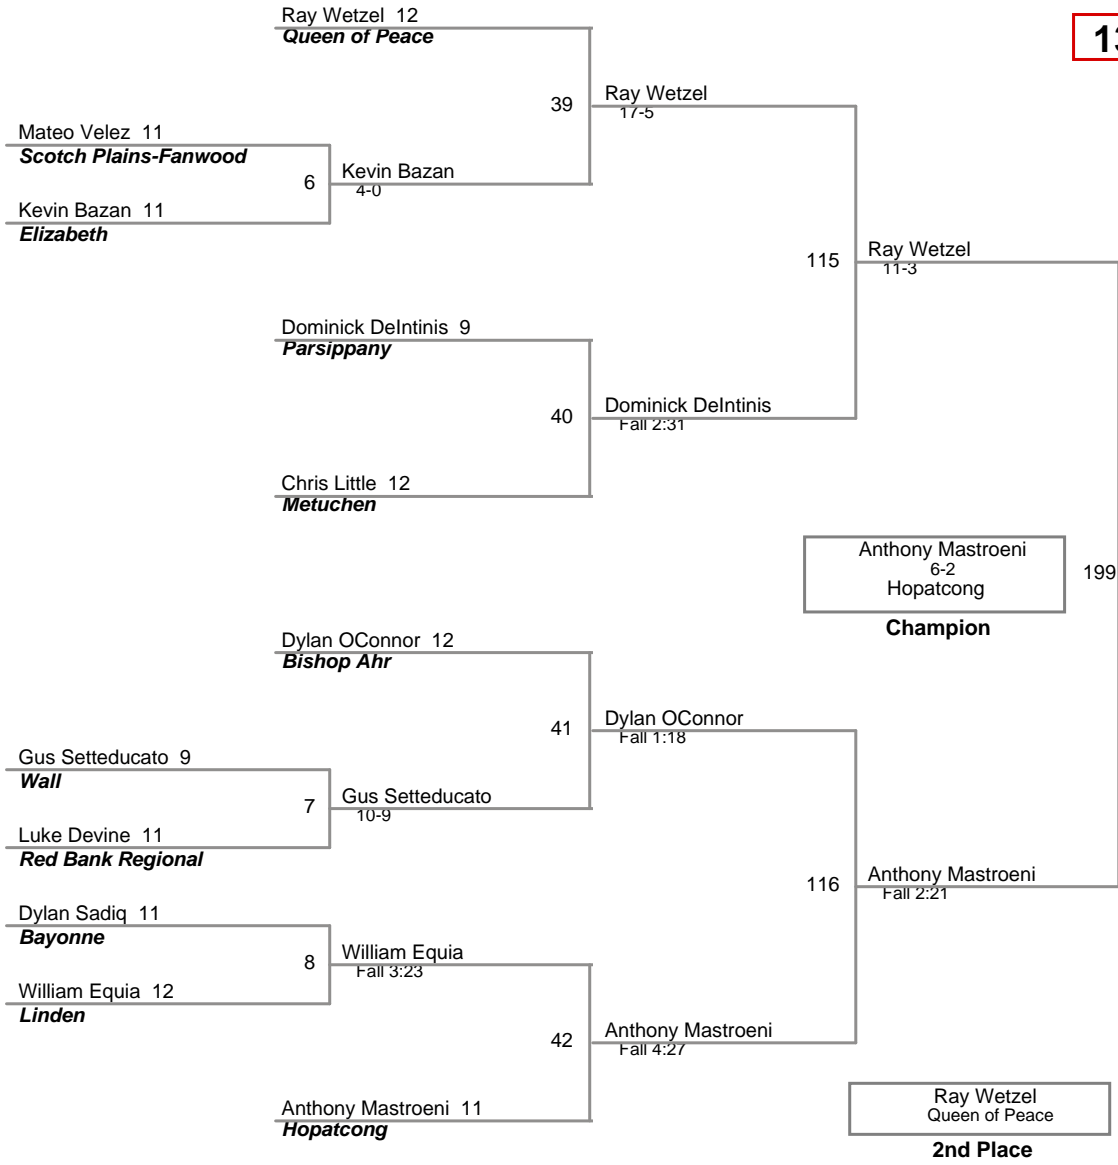 Ray Wetzel 12
Queen of Peace
39
Ray Wetzel
17-5
Mateo Velez 11
Scotch Plains-Fanwood
6
Kevin Bazan
4-0
Kevin Bazan 11
Elizabeth
115
Ray Wetzel
11-3
Dominick DeIntinis 9
Parsippany
40
Dominick DeIntinis
Fall 2:31
Chris Little 12
Metuchen
Anthony Mastroeni
6-2
Hopatcong
199
Champion
Dylan OConnor 12
Bishop Ahr
41
Dylan OConnor
Fall 1:18
Gus Setteducato 9
Wall
7
Gus Setteducato
10-9
Luke Devine 11
Red Bank Regional
116
Anthony Mastroeni
Fall 2:21
Dylan Sadiq 11
Bayonne
8
William Equia
Fall 3:23
William Equia 12
Linden
42
Anthony Mastroeni
Fall 4:27
Anthony Mastroeni 11
Hopatcong
Ray Wetzel
Queen of Peace
2nd Place